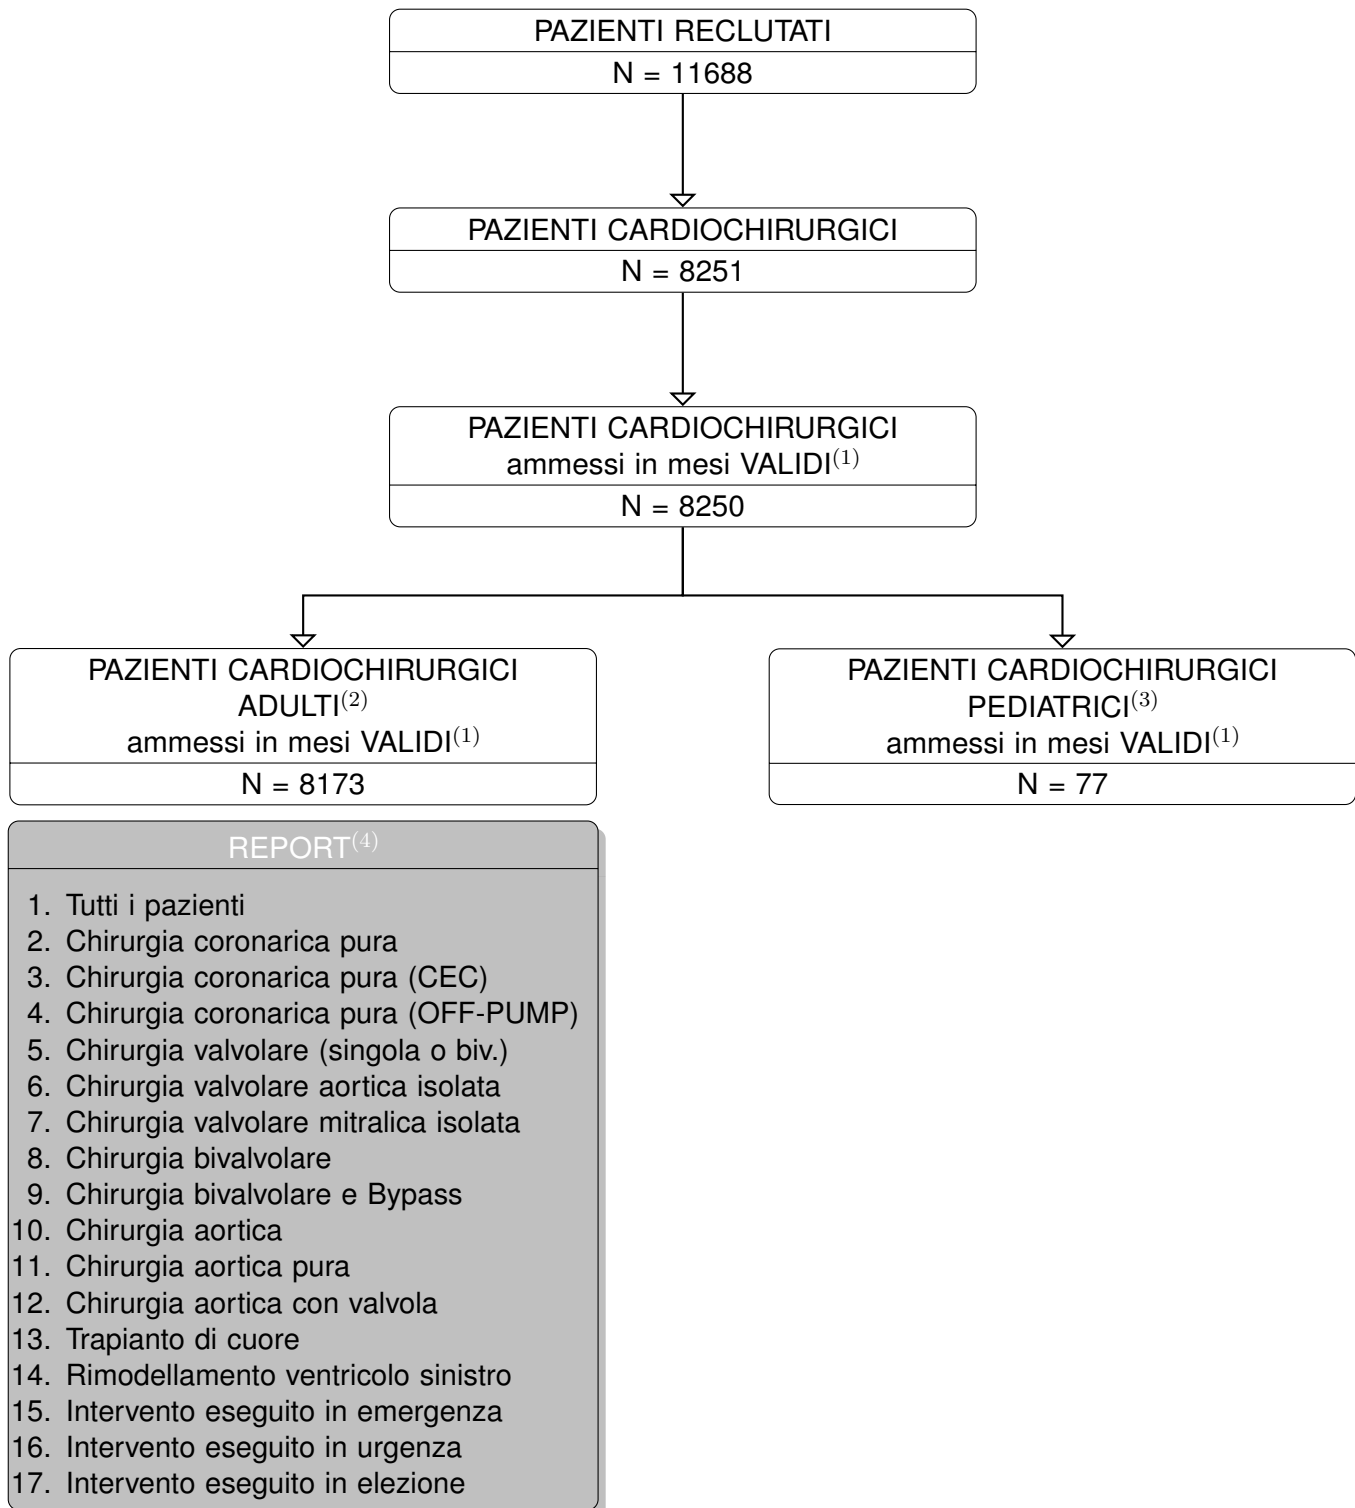 PAZIENTI RECLUTATI
N = 11688
PAZIENTI CARDIOCHIRURGICI
N = 8251
PAZIENTI CARDIOCHIRURGICI
ammessi in mesi VALIDI(1)
N = 8250
PAZIENTI CARDIOCHIRURGICI
ADULTI(2)
ammessi in mesi VALIDI(1)
N = 8173
PAZIENTI CARDIOCHIRURGICI
PEDIATRICI(3)
ammessi in mesi VALIDI(1)
N = 77
REPORT(4)
1. Tutti i pazienti
2. Chirurgia coronarica pura
3. Chirurgia coronarica pura (CEC)
4. Chirurgia coronarica pura (OFF-PUMP)
5. Chirurgia valvolare (singola o biv.)
6. Chirurgia valvolare aortica isolata
7. Chirurgia valvolare mitralica isolata
8. Chirurgia bivalvolare
9. Chirurgia bivalvolare e Bypass
10. Chirurgia aortica
11. Chirurgia aortica pura
12. Chirurgia aortica con valvola
13. Trapianto di cuore
14. Rimodellamento ventricolo sinistro
15. Intervento eseguito in emergenza
16. Intervento eseguito in urgenza
17. Intervento eseguito in elezione